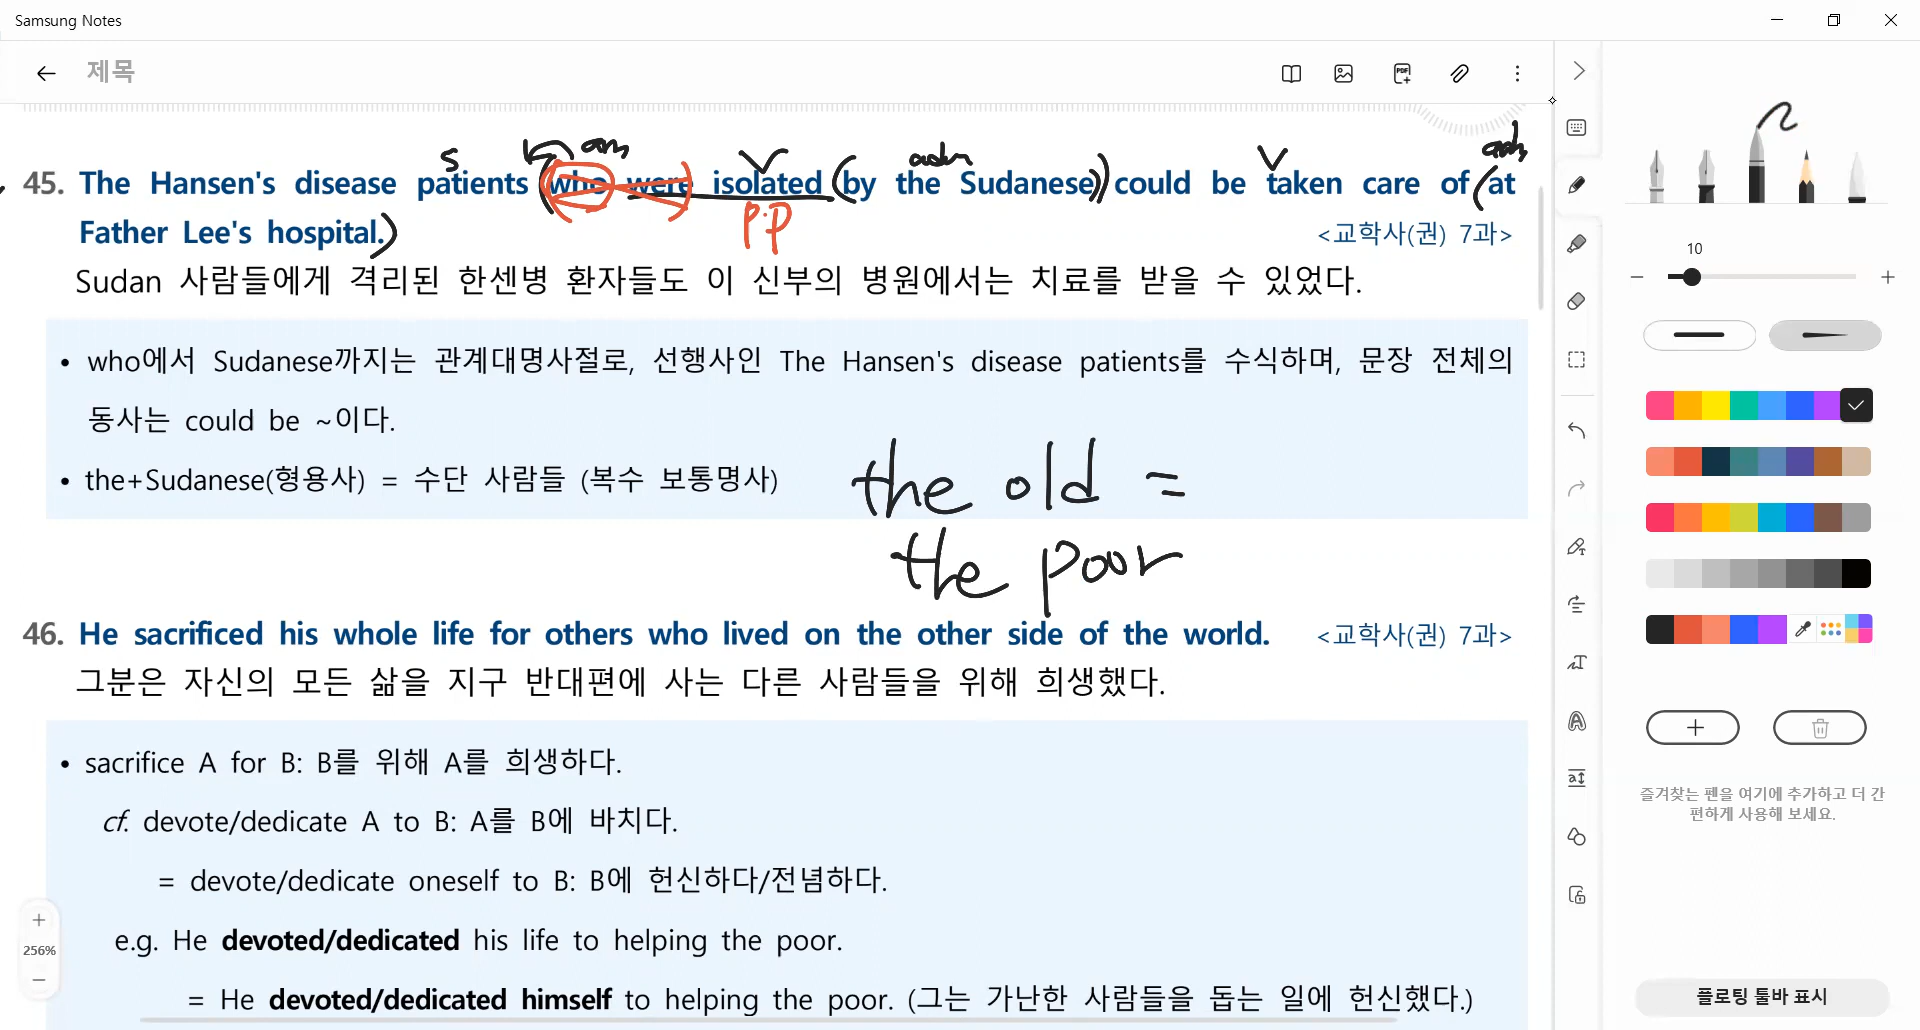 Samsung Notes
제목
s
V
V
45. The Hansen's disease patients (who were isolated (by the Sudanese)) could be taken care of (at
P.P
Father Lee's hospital.)
<교학사(권) 7과>
Sudan 사람들에게 격리된 한센병 환자들도 이 신부의 병원에서는 치료를 받을 수 있었다.
• who에서 Sudanese까지는 관계대명사절로, 선행사인 The Hansen's disease patients를 수식하며, 문장 전체의
동사는 could be ~이다.
• the+Sudanese(형용사) = 수단 사람들 (복수 보통명사)
the old =
the poor
46. He sacrificed his whole life for others who lived on the other side of the world.
<교학사(권) 7과>
그분은 자신의 모든 삶을 지구 반대편에 사는 다른 사람들을 위해 희생했다.
• sacrifice A for B: B를 위해 A를 희생하다.
cf. devote/dedicate A to B: A를 B에 바치다.
= devote/dedicate oneself to B: B에 헌신하다/전념하다.
e.g. He devoted/dedicated his life to helping the poor.
= He devoted/dedicated himself to helping the poor. (그는 가난한 사람들을 돕는 일에 헌신했다.)
256%
10
즐겨찾는 펜을 여기에 추가하고 더 간
편하게 사용해 보세요.
플로팅 툴바 표시